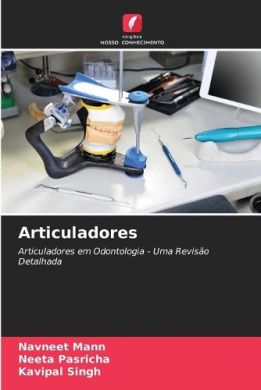 edições
NOSSO CONHECIMENTO
Articuladores
Articuladores em Odontologia - Uma Revisão
Detalhada
Navneet Mann
Neeta Pasricha
Kavipal Singh